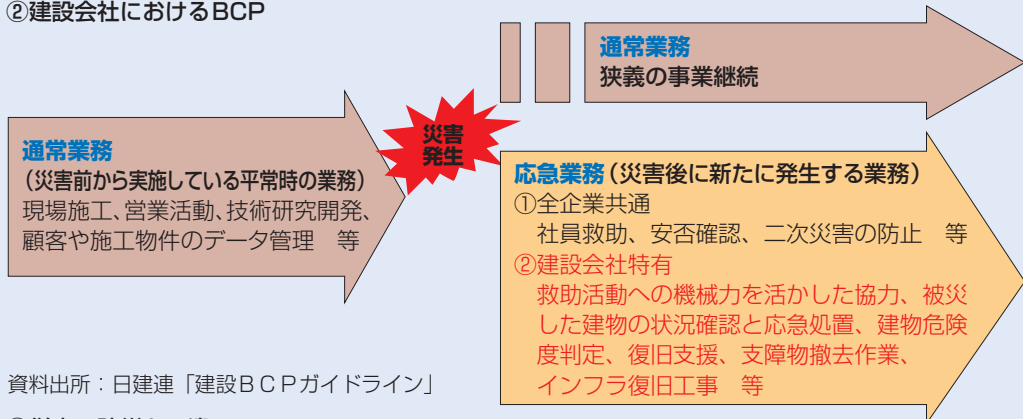 ②建設会社におけるBCP
通常業務
狭義の事業継続
災害
発生
通常業務
（災害前から実施している平常時の業務）
現場施工、営業活動、技術研究開発、
顧客や施工物件のデータ管理　等
応急業務（災害後に新たに発生する業務）
①全企業共通
社員救助、安否確認、二次災害の防止　等
②建設会社特有
救助活動への機械力を活かした協力、被災
した建物の状況確認と応急処置、建物危険
度判定、復旧支援、支障物撤去作業、
インフラ復旧工事　等
資料出所：日建連「建設ＢＣＰガイドライン」